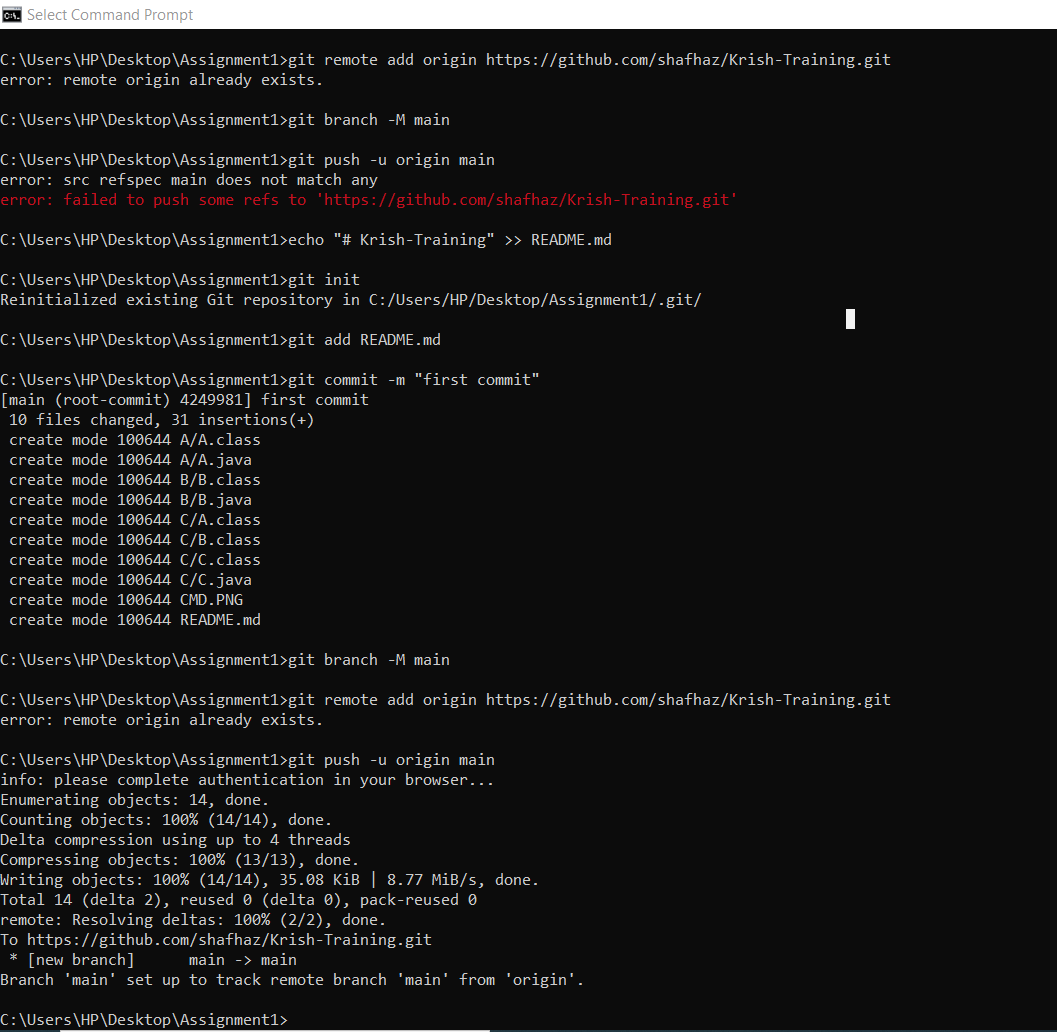 Select Command Prompt
C:\Users\HP\Desktop\Assignment1>git remote add origin https://github.com/shafhaz/Krish-Training.git
error: remote origin already exists.
C:\Users\HP\Desktop\Assignment1>git branch -M main
C:\Users\HP\Desktop\Assignment1>git push -u origin main
error: src refspec main does not match any
error: failed to push some refs to 'https://github.com/shafhaz/Krish-Training.git'
C:\Users\HP\Desktop\Assignment1>echo "# Krish-Training" >> README.md
C:\Users\HP\Desktop\Assignment1>git init
Reinitialized existing Git repository in C:/Users/HP/Desktop/Assignment1/.git/
C:\Users\HP\Desktop\Assignment1>git add README.md
C:\Users\HP\Desktop\Assignment1>git commit -m "first commit"
[main (root-commit) 4249981] first commit
 10 files changed, 31 insertions(+)
 create mode 100644 A/A.class
 create mode 100644 A/A.java
 create mode 100644 B/B.class
 create mode 100644 B/B.java
 create mode 100644 C/A.class
 create mode 100644 C/B.class
 create mode 100644 C/C.class
 create mode 100644 C/C.java
 create mode 100644 CMD.PNG
 create mode 100644 README.md
C:\Users\HP\Desktop\Assignment1>git branch -M main
C:\Users\HP\Desktop\Assignment1>git remote add origin https://github.com/shafhaz/Krish-Training.git
error: remote origin already exists.
C:\Users\HP\Desktop\Assignment1>git push -u origin main
info: please complete authentication in your browser...
Enumerating objects: 14, done.
Counting objects: 100% (14/14), done.
Delta compression using up to 4 threads
Compressing objects: 100% (13/13), done.
Writing objects: 100% (14/14), 35.08 KiB | 8.77 MiB/s, done.
Total 14 (delta 2), reused 0 (delta 0), pack-reused 0
remote: Resolving deltas: 100% (2/2), done.
To https://github.com/shafhaz/Krish-Training.git
 * [new branch]      main -> main
Branch 'main' set up to track remote branch 'main' from 'origin'.
C:\Users\HP\Desktop\Assignment1>